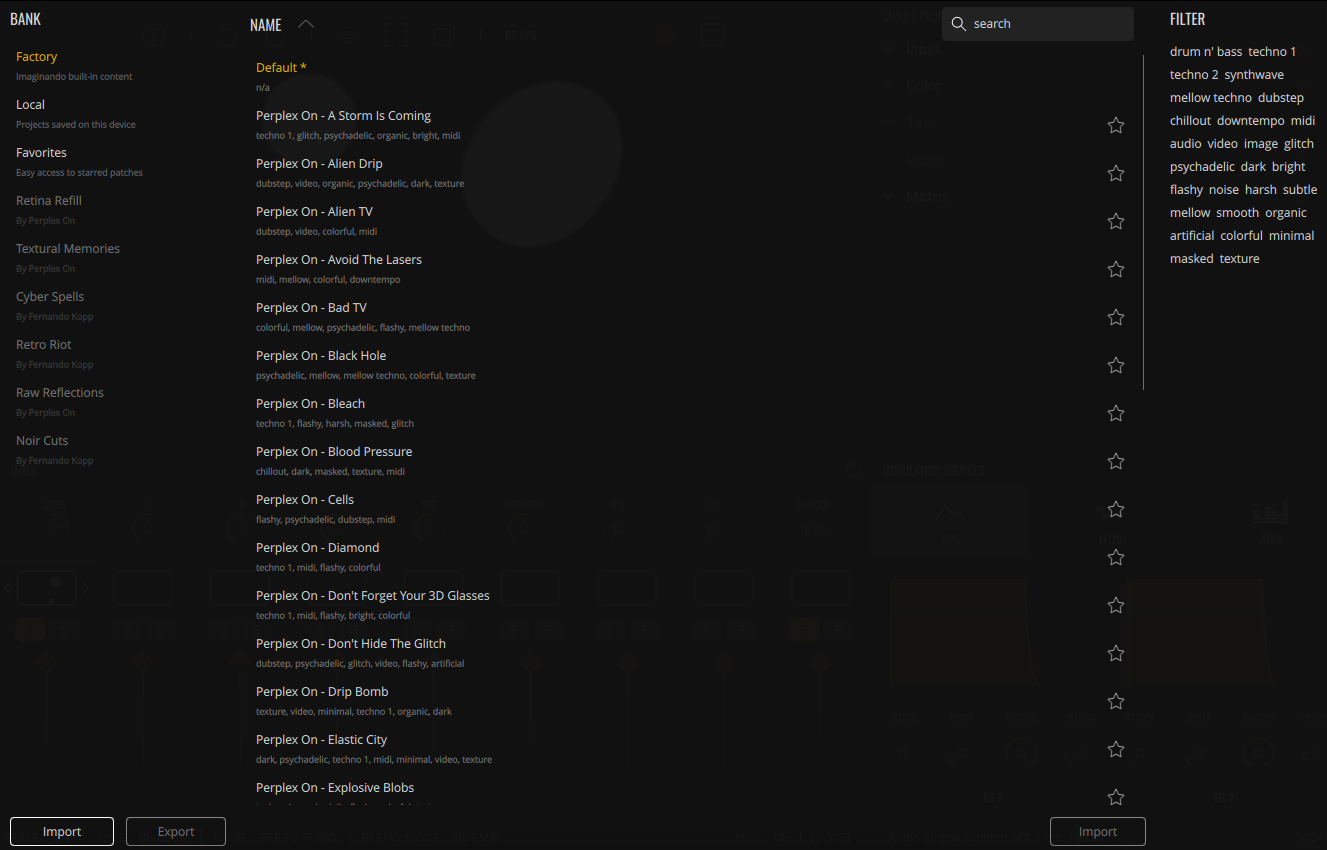 BANK
Factory
Imaginando built-in content
Local
Projects saved on this device
Favorites
Easy access to starred patches
Retina Refill
By Perplex On
Textural Memories
By Perplex On
Cyber Spells
By Fernando Kopp
Retro Riot
By Fernando Kopp
Raw Reflections
By Perplex On
Noir Cuts
By Fernando Kopp
Import
Export
NAME
search
Default *
n/a
Perplex On - A Storm Is Coming
techno 1, glitch, psychadelic, organic, bright, midi
Perplex On - Alien Drip
dubstep, video, organic, psychadelic, dark, texture
Perplex On - Alien TV
dubstep, video, colorful, midi
Perplex On - Avoid The Lasers
midi, mellow, colorful, downtempo
Perplex On - Bad TV
colorful, mellow, psychadelic, flashy, mellow techno
Perplex On - Black Hole
psychadelic, mellow, mellow techno, colorful, texture
Perplex On - Bleach
techno 1, flashy, harsh, masked, glitch
Perplex On - Blood Pressure
chillout, dark, masked, texture, midi
Perplex On - Cells
flashy, psychadelic, dubstep, midi
Perplex On - Diamond
techno 1, midi, flashy, colorful
Perplex On - Don't Forget Your 3D Glasses
techno 1, midi, flashy, bright, colorful
Perplex On - Don't Hide The Glitch
dubstep, psychadelic, glitch, video, flashy, artificial
Perplex On - Drip Bomb
texture, video, minimal, techno 1, organic, dark
Perplex On - Elastic City
dark, psychadelic, techno 1, midi, minimal, video, texture
Perplex On - Explosive Blobs
Import
FILTER
drum n' bass techno 1
techno 2 synthwave
mellow techno dubstep
chillout downtempo midi
audio video image glitch
psychadelic dark bright
flashy noise harsh subtle
mellow smooth organic
artificial colorful minimal
masked texture
Input
Color
Matrix
MODULATION SOURCES